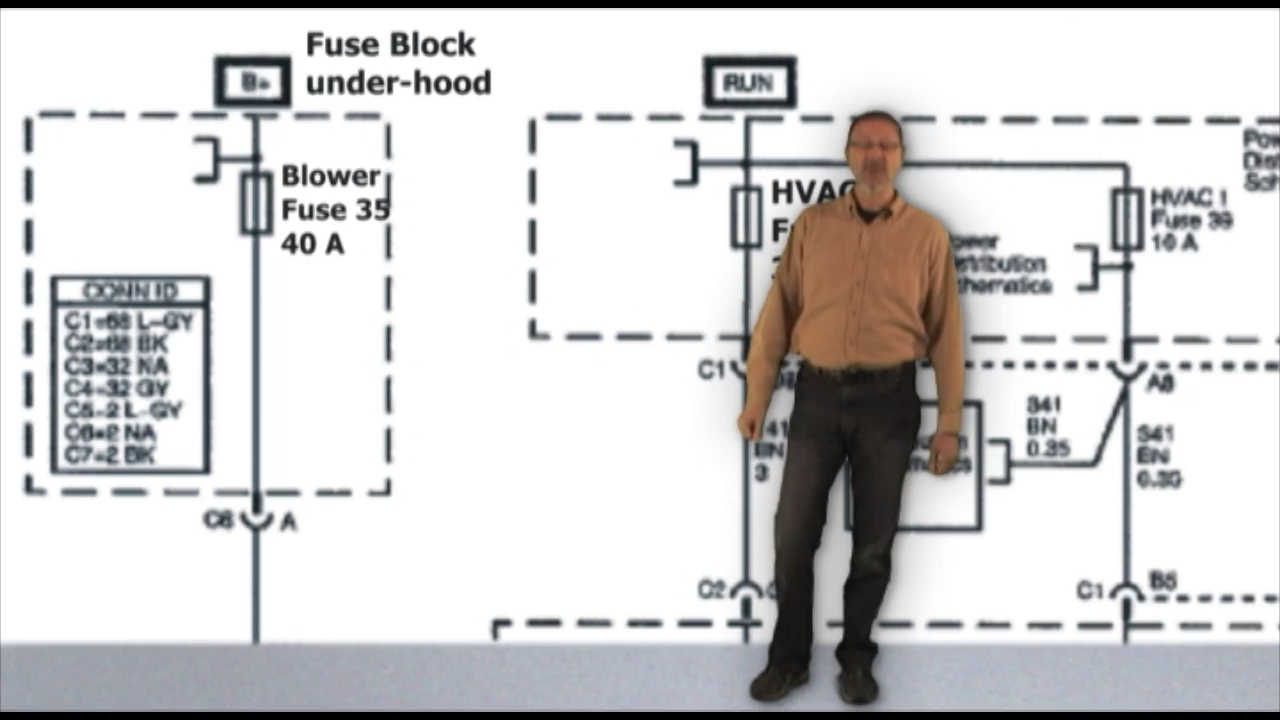 Fuse Block
under-hood
B+
Blower
Fuse 35
40 A
CONN ID
C1=68 L-GY
C2=68 BK
C3=32 NA
C4=32 GY
C5=2 L-GY
C6=2 NA
C7=2 BK
C6
A
RUN
HVAC
C1
C2
HVAC I
Fuse 39
10 A
A8
341
BN
0.35
341
BN
0.35
3
C1
B5